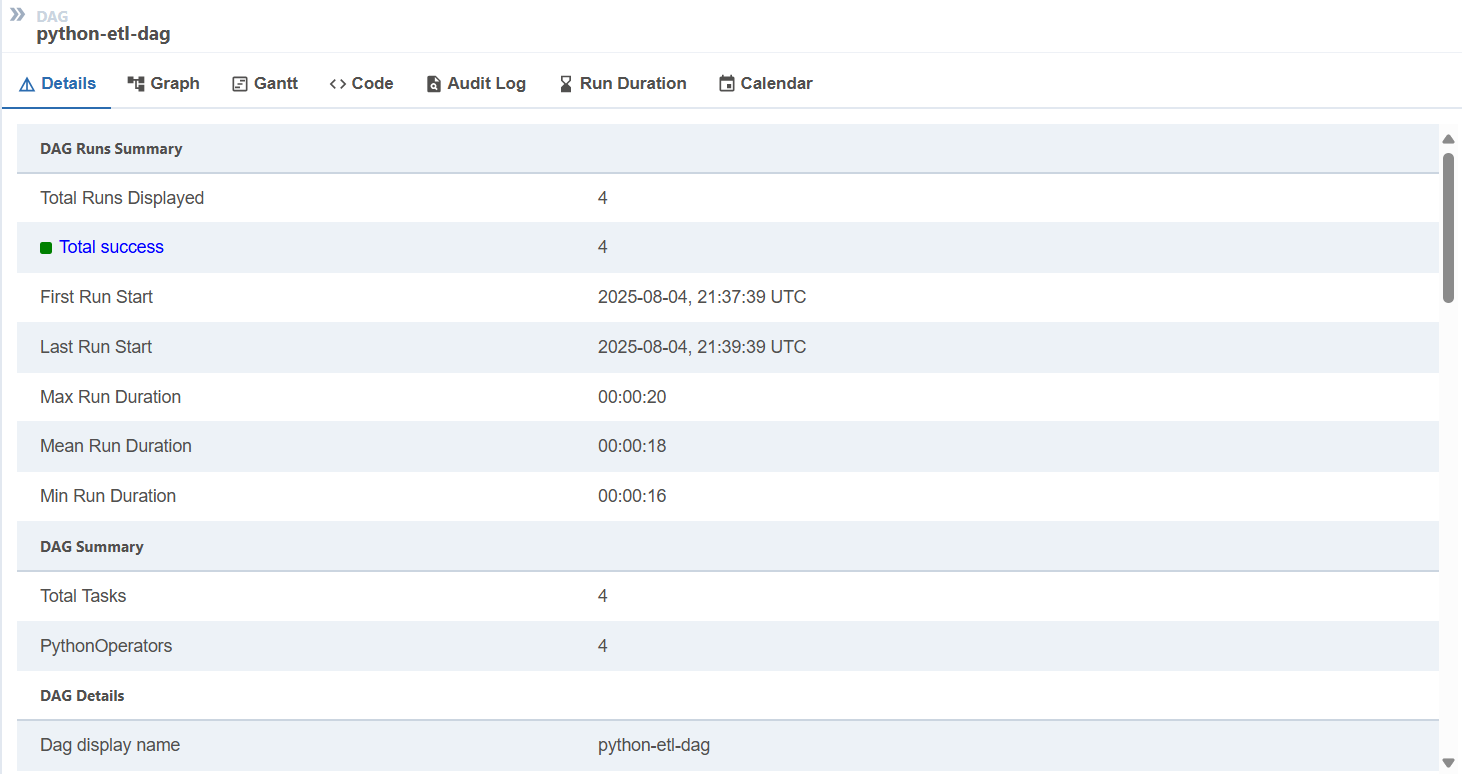 DAG
python-etl-dag
Details Graph Gantt Code Audit Log Run Duration Calendar
DAG Runs Summary
Total Runs Displayed 4
Total success 4
First Run Start 2025-08-04, 21:37:39 UTC
Last Run Start 2025-08-04, 21:39:39 UTC
Max Run Duration 00:00:20
Mean Run Duration 00:00:18
Min Run Duration 00:00:16
DAG Summary
Total Tasks 4
PythonOperators 4
DAG Details
Dag display name python-etl-dag